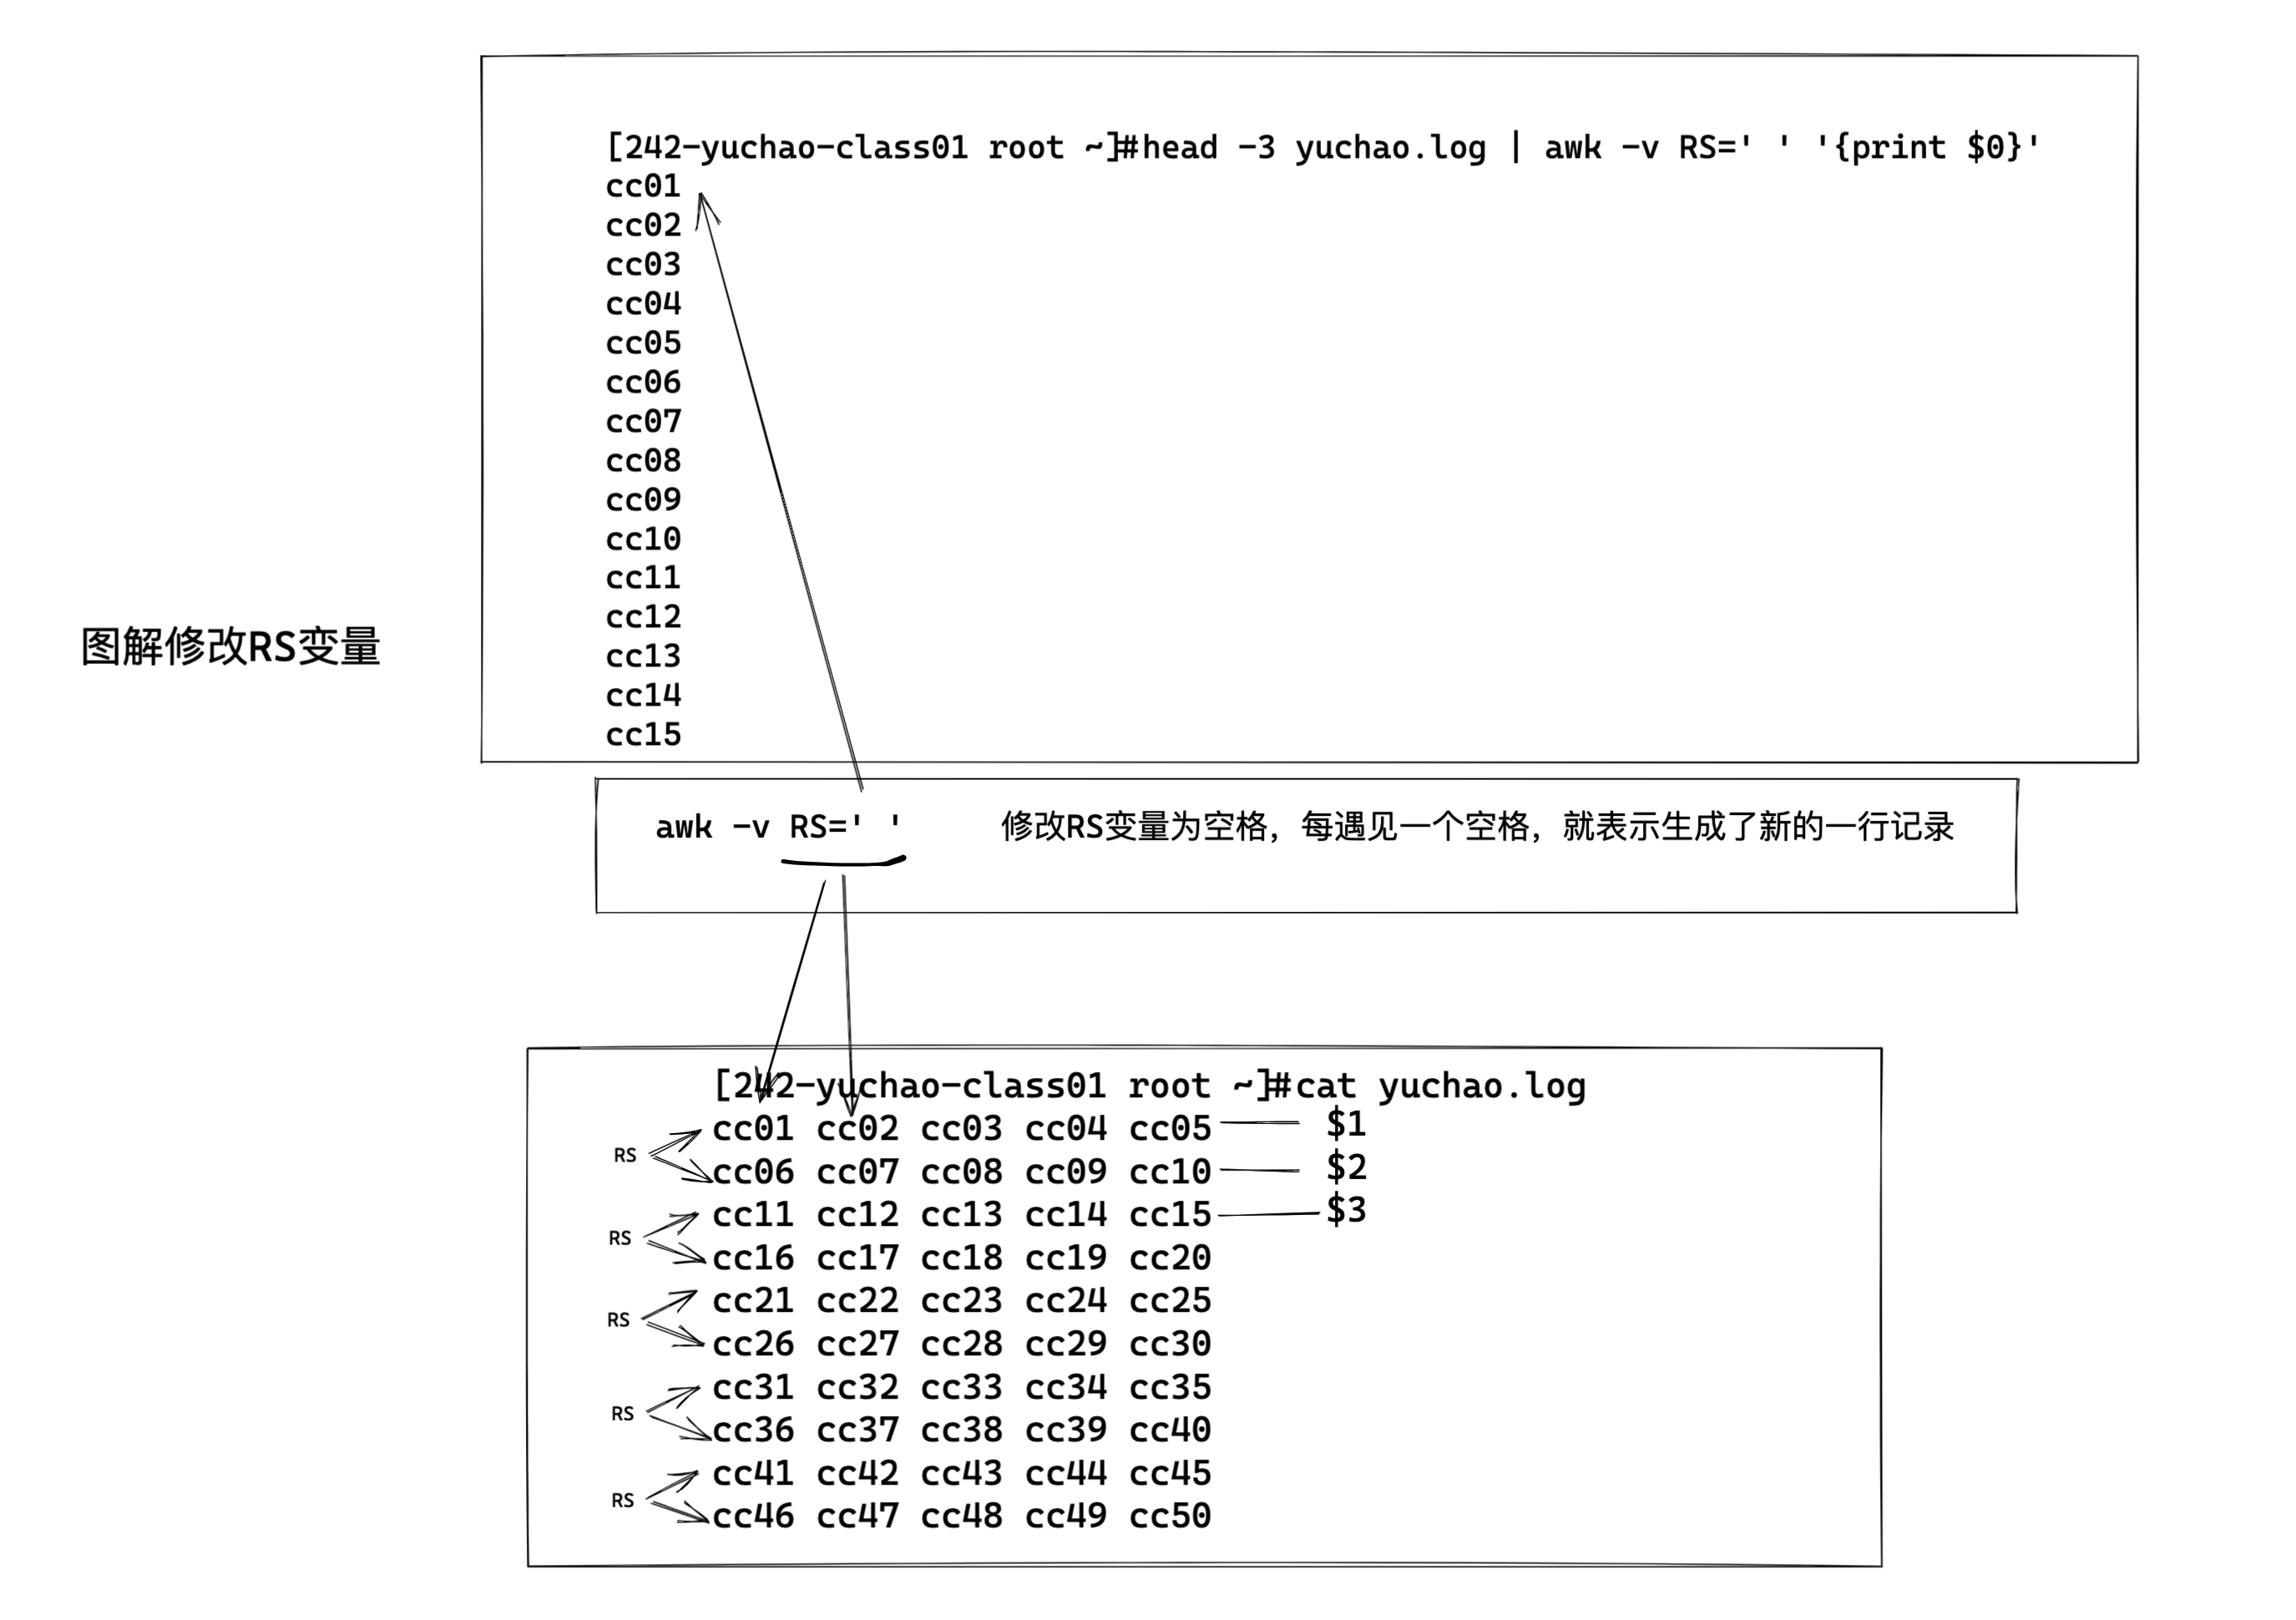 [242-yuchao-class01 root ~]#head -3 yuchao.log | awk -v RS=' ' '{print $0}'
cc01
cc02
cc03
cc04
cc05
cc06
cc07
cc08
cc09
cc10
cc11
cc12
cc13
cc14
cc15
图解修改RS变量
awk -v RS=' ' 修改RS变量为空格，每遇见一个空格，就表示生成了新的一行记录
[242-yuchao-class01 root ~]#cat yuchao.log
cc01 cc02 cc03 cc04 cc05 $1
RS
cc06 cc07 cc08 cc09 cc10 $2
cc11 cc12 cc13 cc14 cc15 $3
RS
cc16 cc17 cc18 cc19 cc20
cc21 cc22 cc23 cc24 cc25
RS
cc26 cc27 cc28 cc29 cc30
cc31 cc32 cc33 cc34 cc35
RS
cc36 cc37 cc38 cc39 cc40
cc41 cc42 cc43 cc44 cc45
RS
cc46 cc47 cc48 cc49 cc50